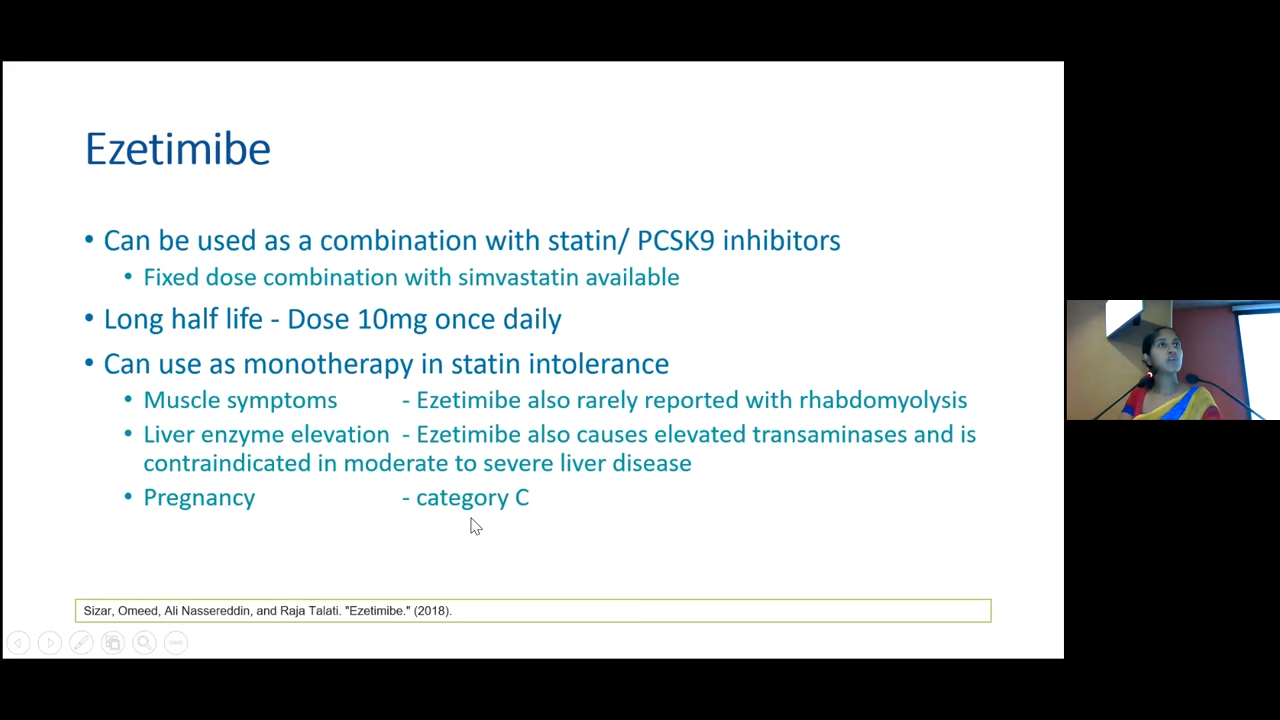 Ezetimibe
• Can be used as a combination with statin/ PCSK9 inhibitors
• Fixed dose combination with simvastatin available
• Long half life - Dose 10mg once daily
• Can use as monotherapy in statin intolerance
• Muscle symptoms - Ezetimibe also rarely reported with rhabdomyolysis
• Liver enzyme elevation - Ezetimibe also causes elevated transaminases and is
contraindicated in moderate to severe liver disease
• Pregnancy - category C
Sizar, Omeed, Ali Nassereddin, and Raja Talati. "Ezetimibe." (2018).